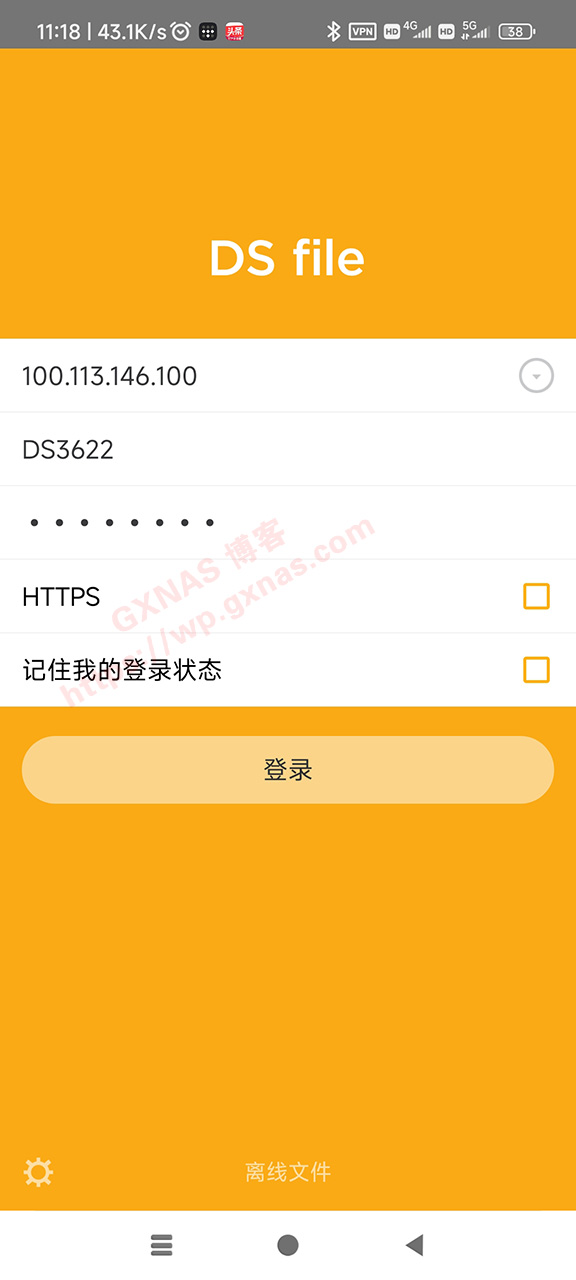 11:18 | 43.1K/s 头条
VPN HD 4G HD 5G 38
DS file
100.113.146.100
DS3622
••••••••
GXNAS 博客
https://wp.gxnas.com
HTTPS
记住我的登录状态
登录
离线文件